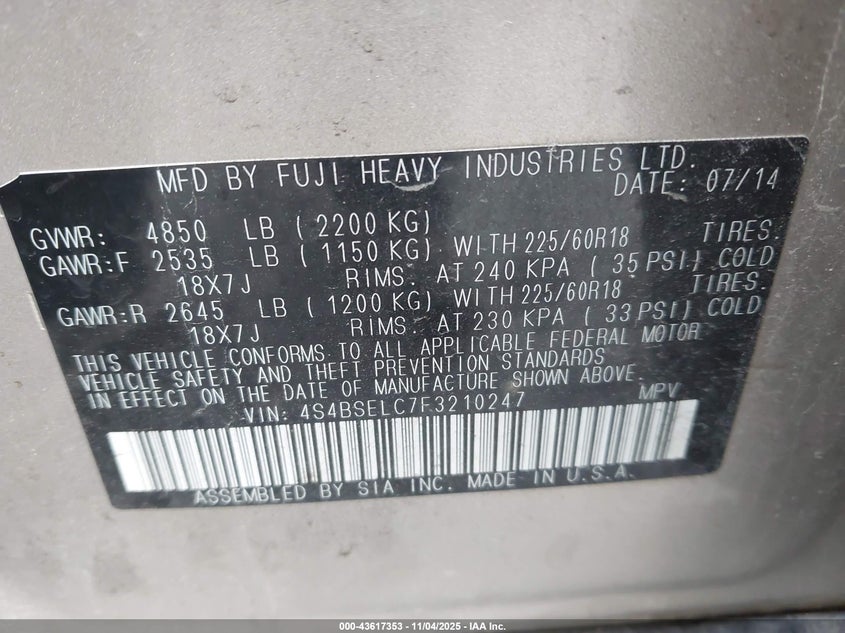 MFD BY FUJI HEAVY INDUSTRIES LTD.
DATE: 07/14
GVWR: 4850 LB ( 2200 KG)
GAWR:F 2535 LB ( 1150 KG) WITH 225/60R18 TIRES.
18X7J RIMS. AT 240 KPA ( 35 PSI) COLD
GAWR:R 2645 LB ( 1200 KG) WITH 225/60R18 TIRES.
18X7J RIMS. AT 230 KPA ( 33 PSI) COLD
THIS VEHICLE CONFORMS TO ALL APPLICABLE FEDERAL MOTOR
VEHICLE SAFETY AND THEFT PREVENTION STANDARDS
IN EFFECT ON THE DATE OF MANUFACTURE SHOWN ABOVE.
VIN: 4S4BSELC7F3210247 MPV
ASSEMBLED BY SIA INC. MADE IN U.S.A.
000-43617353 - 11/04/2025 - IAA Inc.